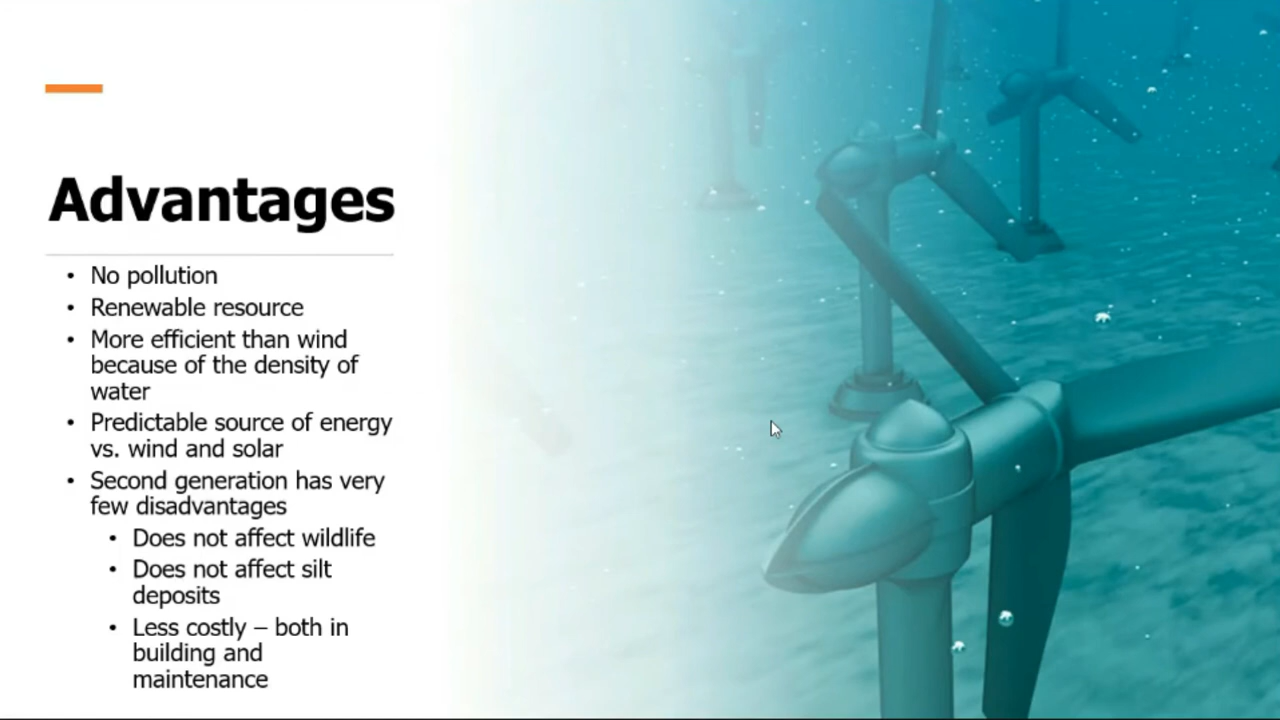 Advantages
• No pollution
• Renewable resource
• More efficient than wind
because of the density of
water
• Predictable source of energy
vs. wind and solar
• Second generation has very
few disadvantages
• Does not affect wildlife
• Does not affect silt
deposits
• Less costly – both in
building and
maintenance